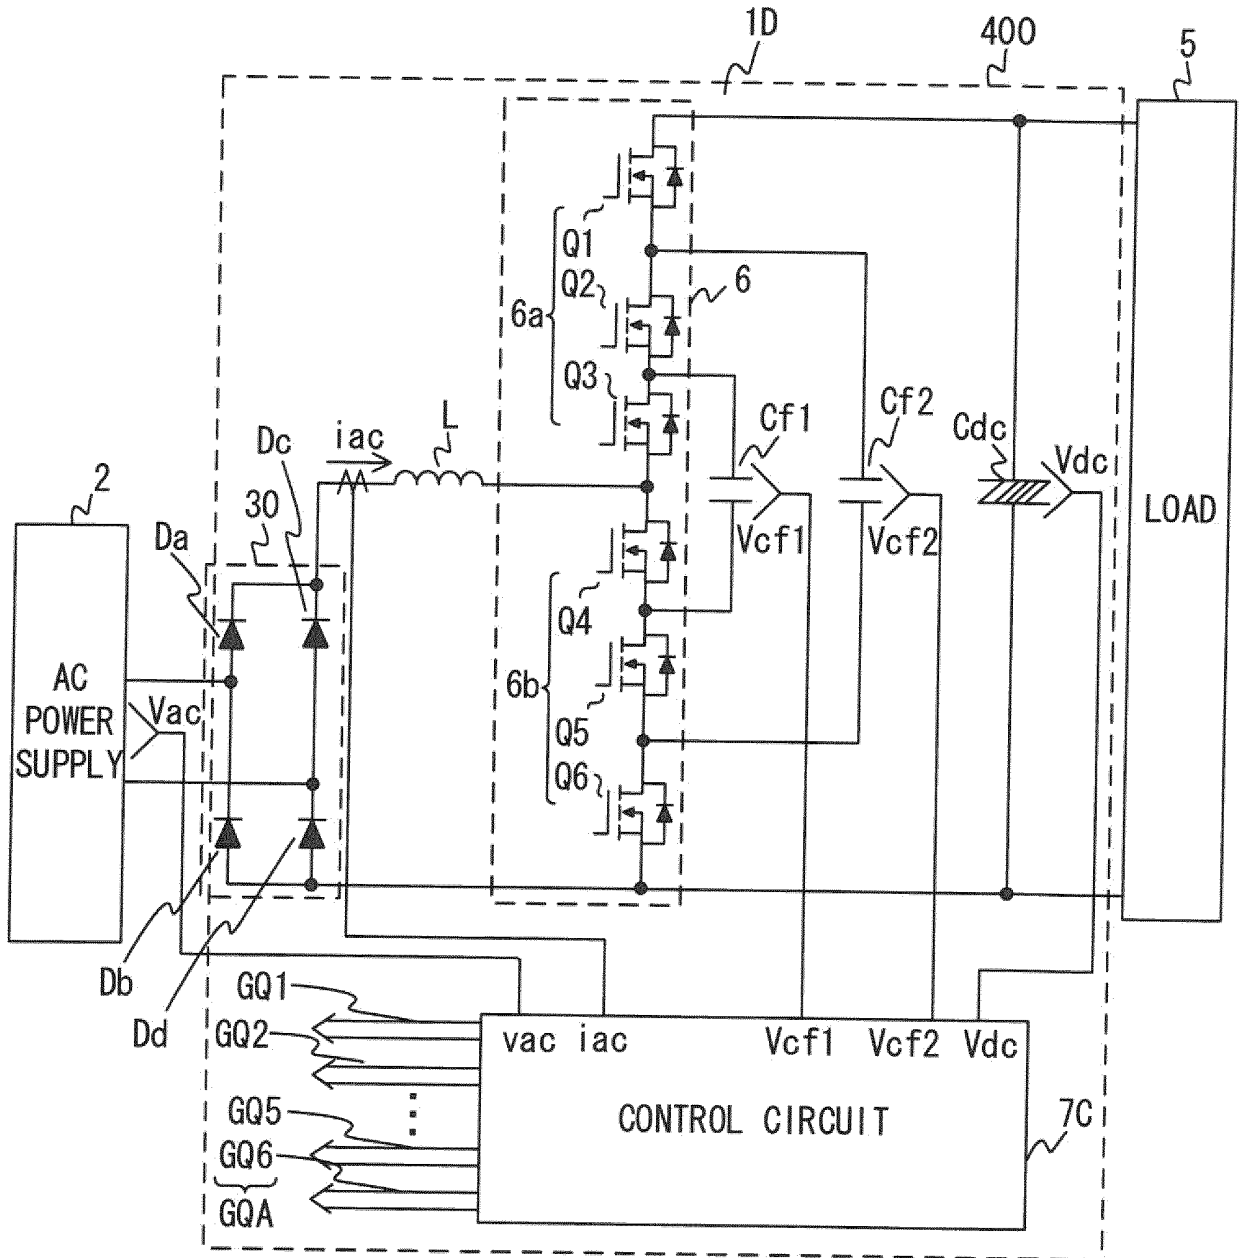 1D
400
5
Q1
Q2
6
6a
Q3
Cf1
Cf2
Cdc
Vdc
L
iac
Dc
2
30
Da
LOAD
Vcf1
Vcf2
Q4
AC
POWER
SUPPLY
Vac
6b
Q5
Q6
Db
Dd
GQ1
GQ2
GQ5
GQ6
GQA
vac
iac
Vcf1
Vcf2
Vdc
CONTROL CIRCUIT
7C